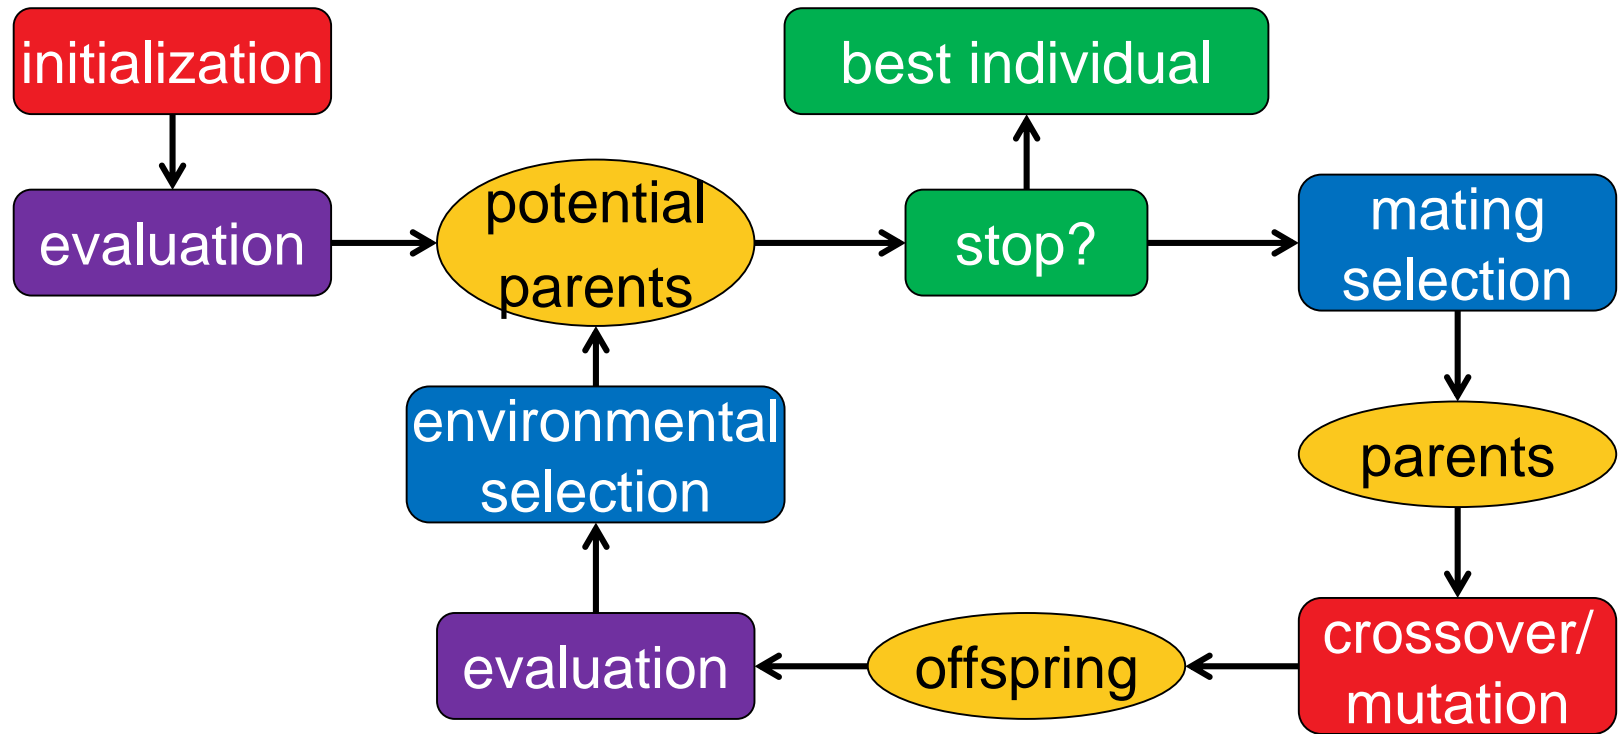 initialization
best individual
evaluation
potential
parents
stop?
mating
selection
environmental
selection
parents
evaluation
offspring
crossover/
mutation